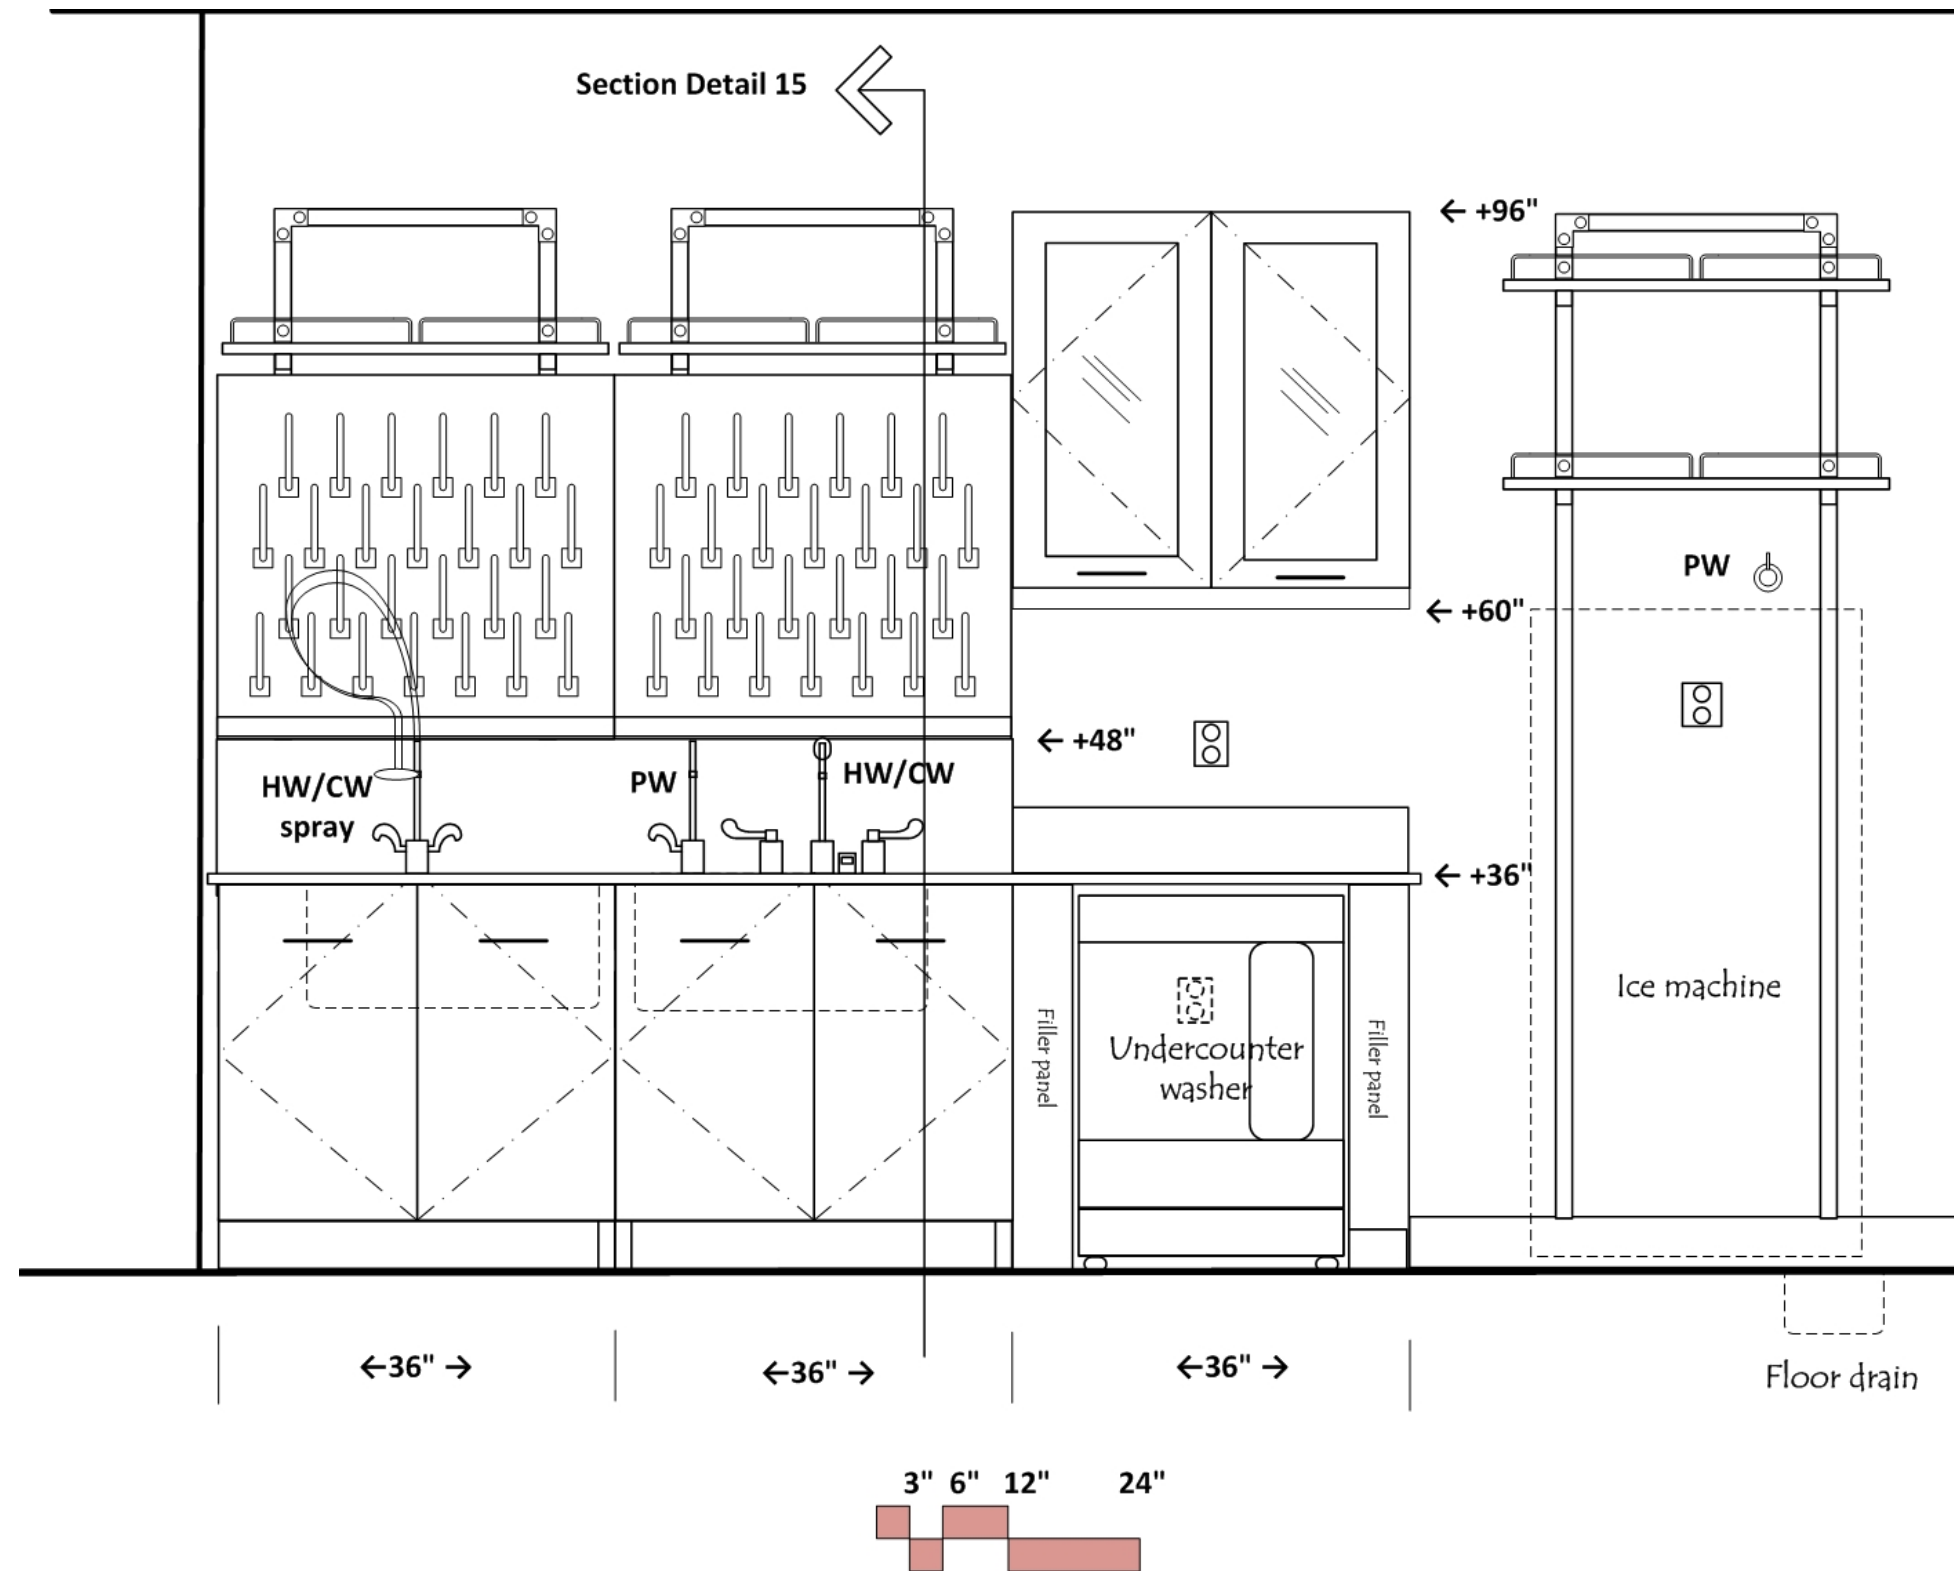 Section Detail 15
← +96"
PW
← +60"
← +48"
HW/CW
spray
PW
HW/CW
← +36"
Ice machine
Filler panel
Undercounter
washer
Filler panel
←36" →
←36" →
←36" →
Floor drain
3" 6" 12" 24"